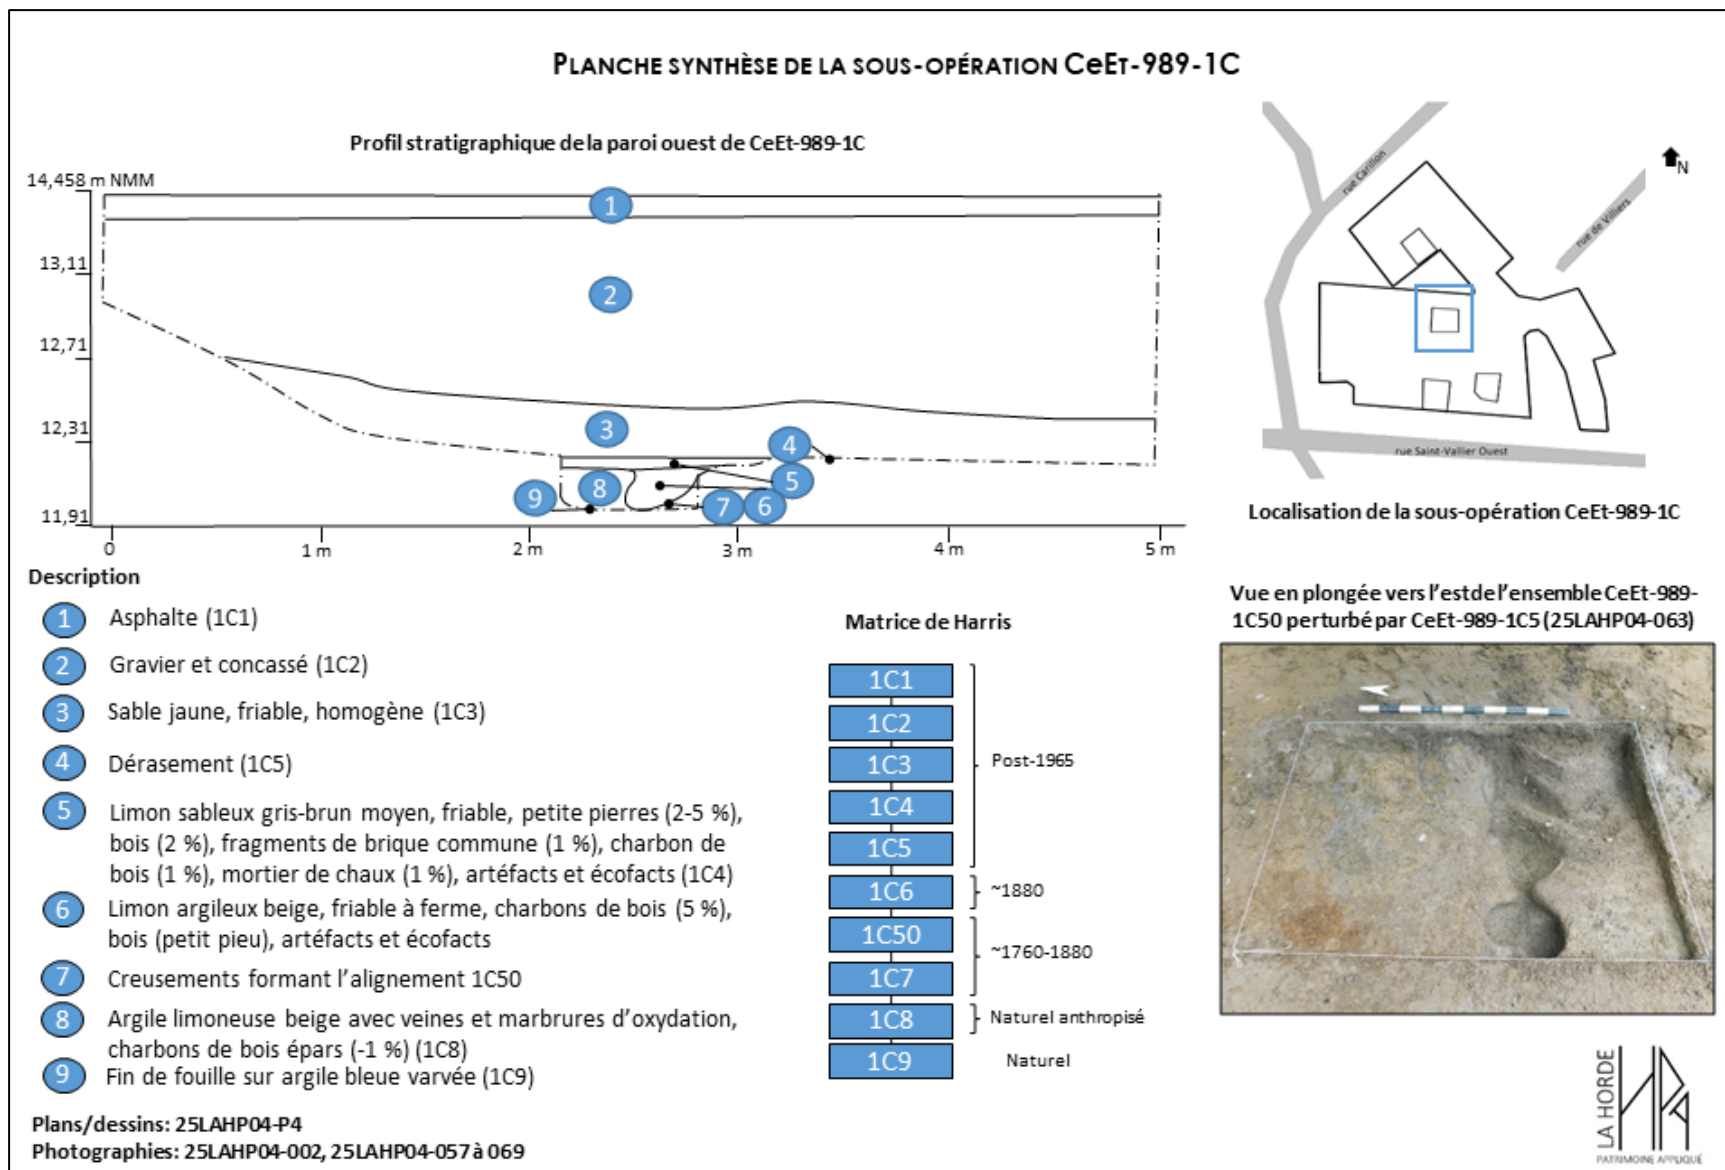 PLANCHE SYNTHÈSE DE LA SOUS-OPÉRATION CEET-989-1C
Profil stratigraphique de la paroi ouest de CeEt-989-1C
14,458 m NMM
13,11
12,71
12,31
11,91
1
2
3
4
5
6
7
8
9
0
1 m
2 m
3 m
4 m
5 m
rue Carillon
rue de Villiers
N
rue Saint-Vallier Ouest
Localisation de la sous-opération CeEt-989-1C
Description
1 Asphalte (1C1)
2 Gravier et concassé (1C2)
3 Sable jaune, friable, homogène (1C3)
4 Dérasement (1C5)
5 Limon sableux gris-brun moyen, friable, petite pierres (2-5 %),
bois (2 %), fragments de brique commune (1 %), charbon de
bois (1 %), mortier de chaux (1 %), artéfacts et écofacts (1C4)
6 Limon argileux beige, friable à ferme, charbons de bois (5 %),
bois (petit pieu), artéfacts et écofacts
7 Creusements formant l'alignement 1C50
8 Argile limoneuse beige avec veines et marbrures d'oxydation,
charbons de bois épars (-1 %) (1C8)
9 Fin de fouille sur argile bleue varvée (1C9)
Plans/dessins: 25LAHP04-P4
Photographies: 25LAHP04-002, 25LAHP04-057 à 069
Matrice de Harris
1C1
1C2
1C3
1C4
1C5
1C6
1C50
1C7
1C8
1C9
Post-1965
~1880
~1760-1880
Naturel anthropisé
Naturel
Vue en plongée vers l'est de l'ensemble CeEt-989-
1C50 perturbé par CeEt-989-1C5 (25LAHP04-063)
LA HORDE
PATRIMOINE APPLIQUÉ